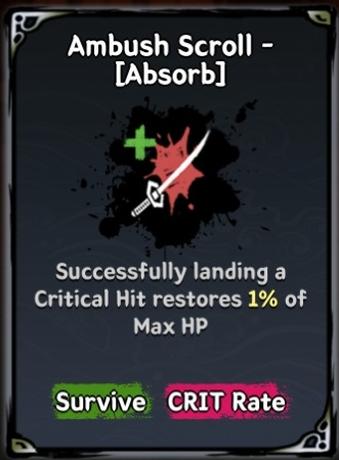 Ambush Scroll -
[Absorb]
Successfully landing a
Critical Hit restores 1% of
Max HP
Survive CRIT Rate